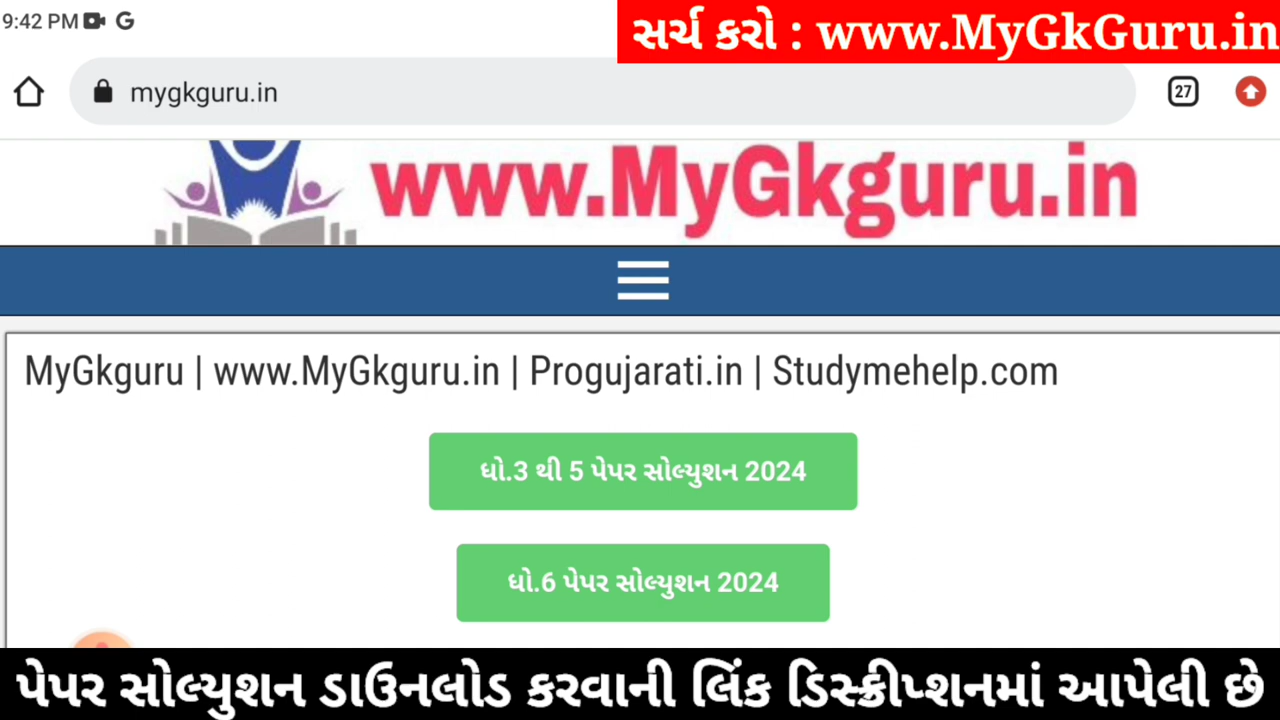 9:42 PM
સર્ચ કરો : www.MyGkGuru.in
mygkguru.in
27
www.MyGkguru.in
MyGkguru | www.MyGkguru.in | Progujarati.in | Studymehelp.com
ધો.3 થી 5 પેપર સોલ્યુશન 2024
ધો.6 પેપર સોલ્યુશન 2024
પેપર સોલ્યુશન ડાઉનલોડ કરવાની લિંક ડિસ્ક્રીપ્શનમાં આપેલી છે